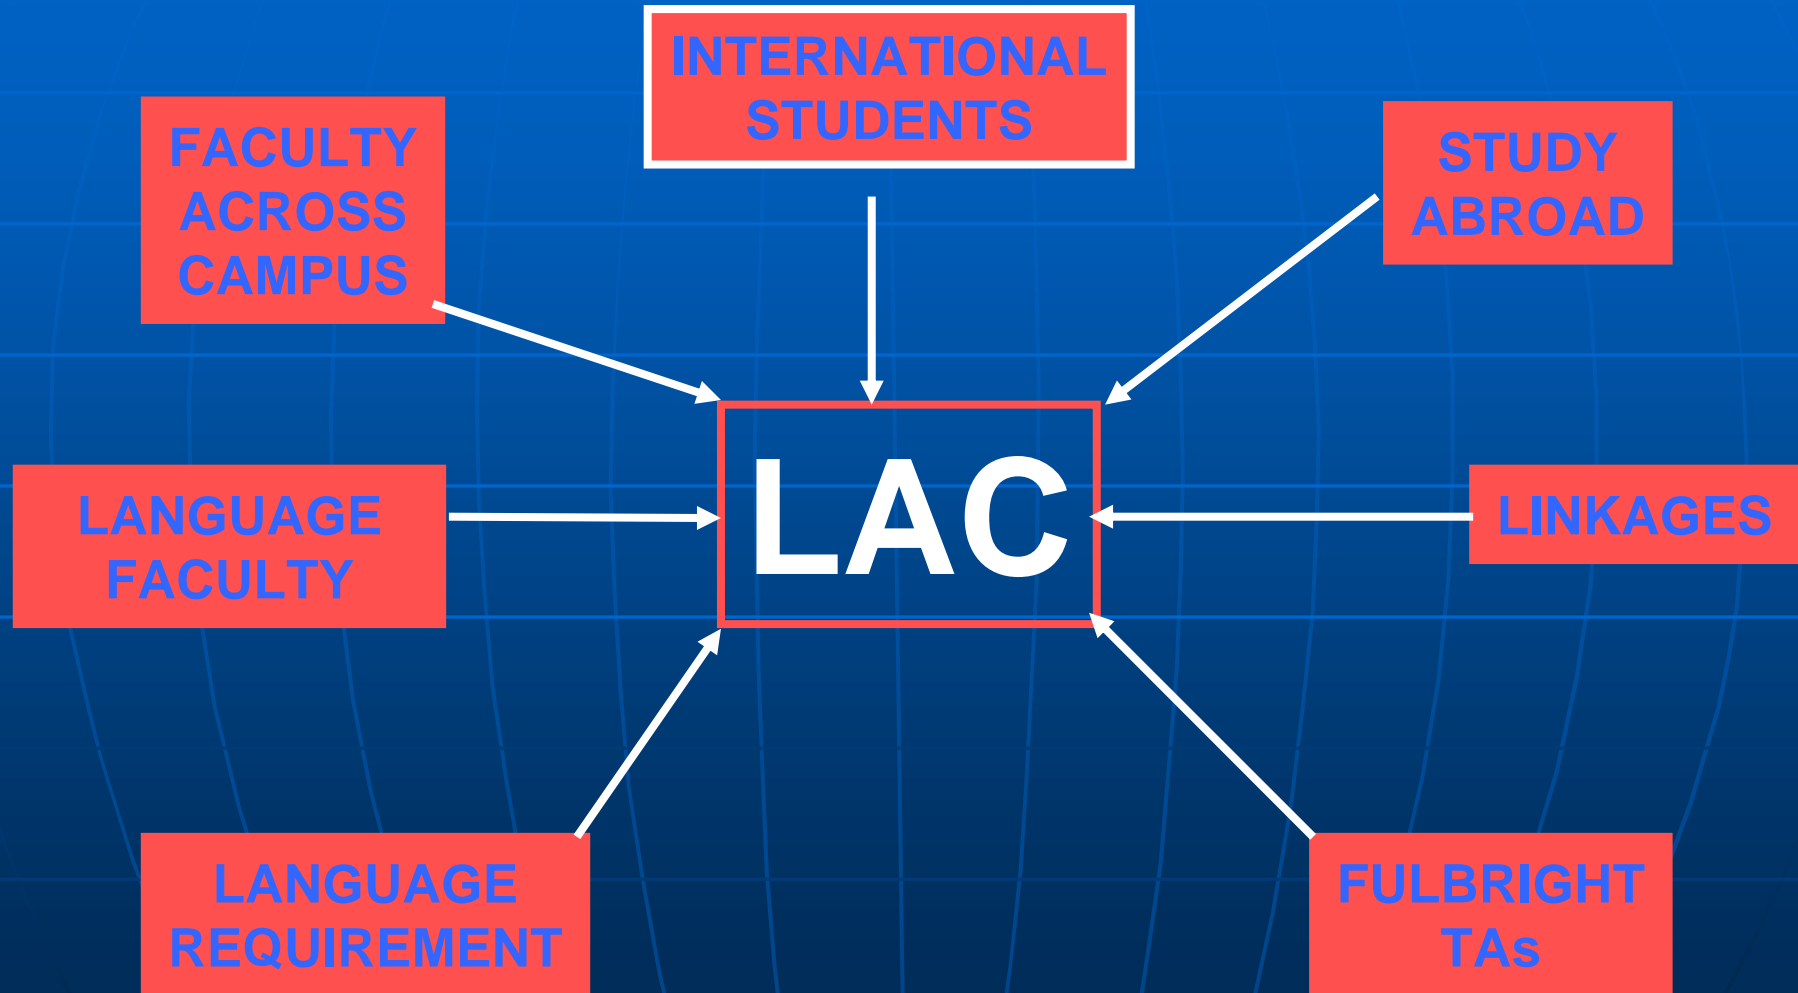 INTERNATIONAL
STUDENTS
FACULTY
ACROSS
CAMPUS
STUDY
ABROAD
LAC
LANGUAGE
FACULTY
LINKAGES
LANGUAGE
REQUIREMENT
FULBRIGHT
TAs